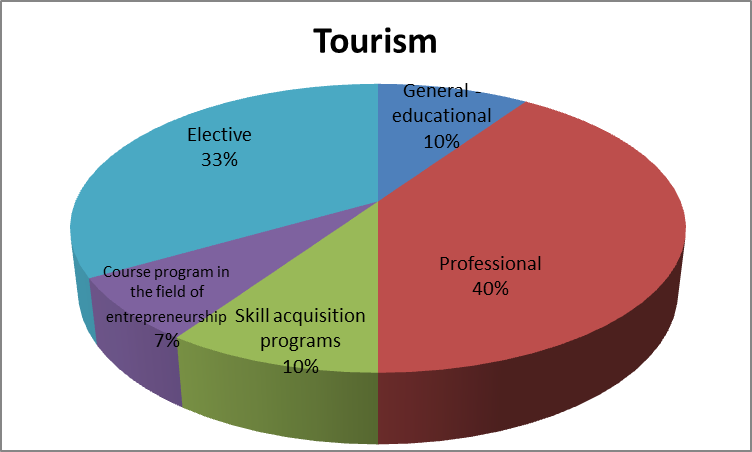 Tourism
General -
educational
10%
Professional
40%
Skill acquisition
programs
10%
Course program in
the field of
entrepreneurship
7%
Elective
33%